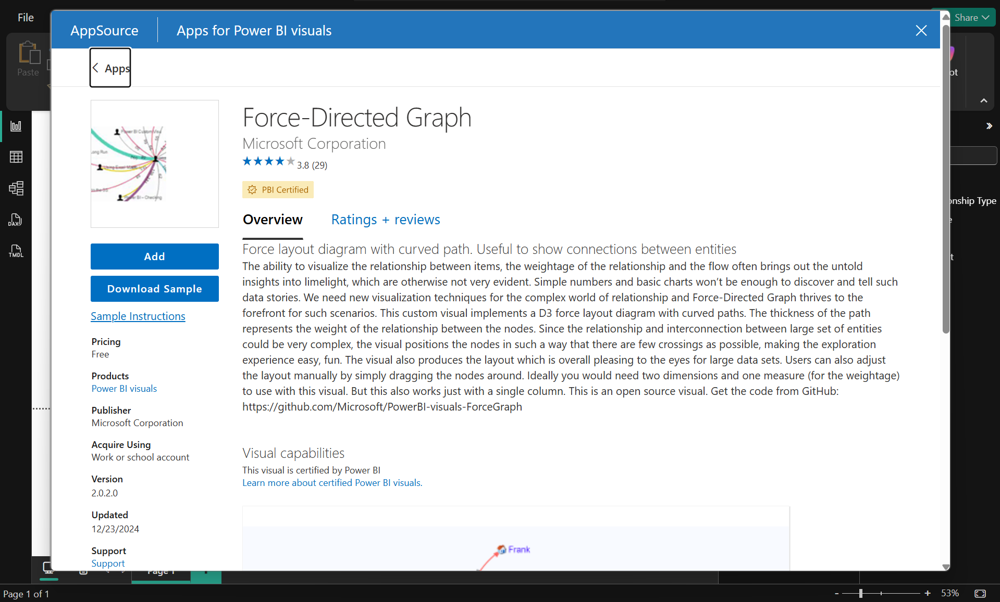 File
AppSource
Apps for Power BI visuals
Share
Paste
Apps
Force-Directed Graph
Microsoft Corporation
3.8 (29)
PBI Certified
Overview
Ratings + reviews
Add
Download Sample
Sample Instructions
Pricing
Free
Products
Power BI visuals
Publisher
Microsoft Corporation
Acquire Using
Work or school account
Version
2.0.2.0
Updated
12/23/2024
Support
Support
Force layout diagram with curved path. Useful to show connections between entities
The ability to visualize the relationship between items, the weightage of the relationship and the flow often brings out the untold
insights into limelight, which are otherwise not very evident. Simple numbers and basic charts won’t be enough to discover and tell such
data stories. We need new visualization techniques for the complex world of relationship and Force-Directed Graph thrives to the
forefront for such scenarios. This custom visual implements a D3 force layout diagram with curved paths. The thickness of the path
represents the weight of the relationship between the nodes. Since the relationship and interconnection between large set of entities
could be very complex, the visual positions the nodes in such a way that there are few crossings as possible, making the exploration
experience easy, fun. The visual also produces the layout which is overall pleasing to the eyes for large data sets. Users can also adjust
the layout manually by simply dragging the nodes around. Ideally you would need two dimensions and one measure (for the weightage)
to use with this visual. But this also works just with a single column. This is an open source visual. Get the code from GitHub:
https://github.com/Microsoft/PowerBI-visuals-ForceGraph
Visual capabilities
This visual is certified by Power BI
Learn more about certified Power BI visuals.
Frank
DAX
TMDL
onship Type
Page 1
Page 1 of 1
- + 53%